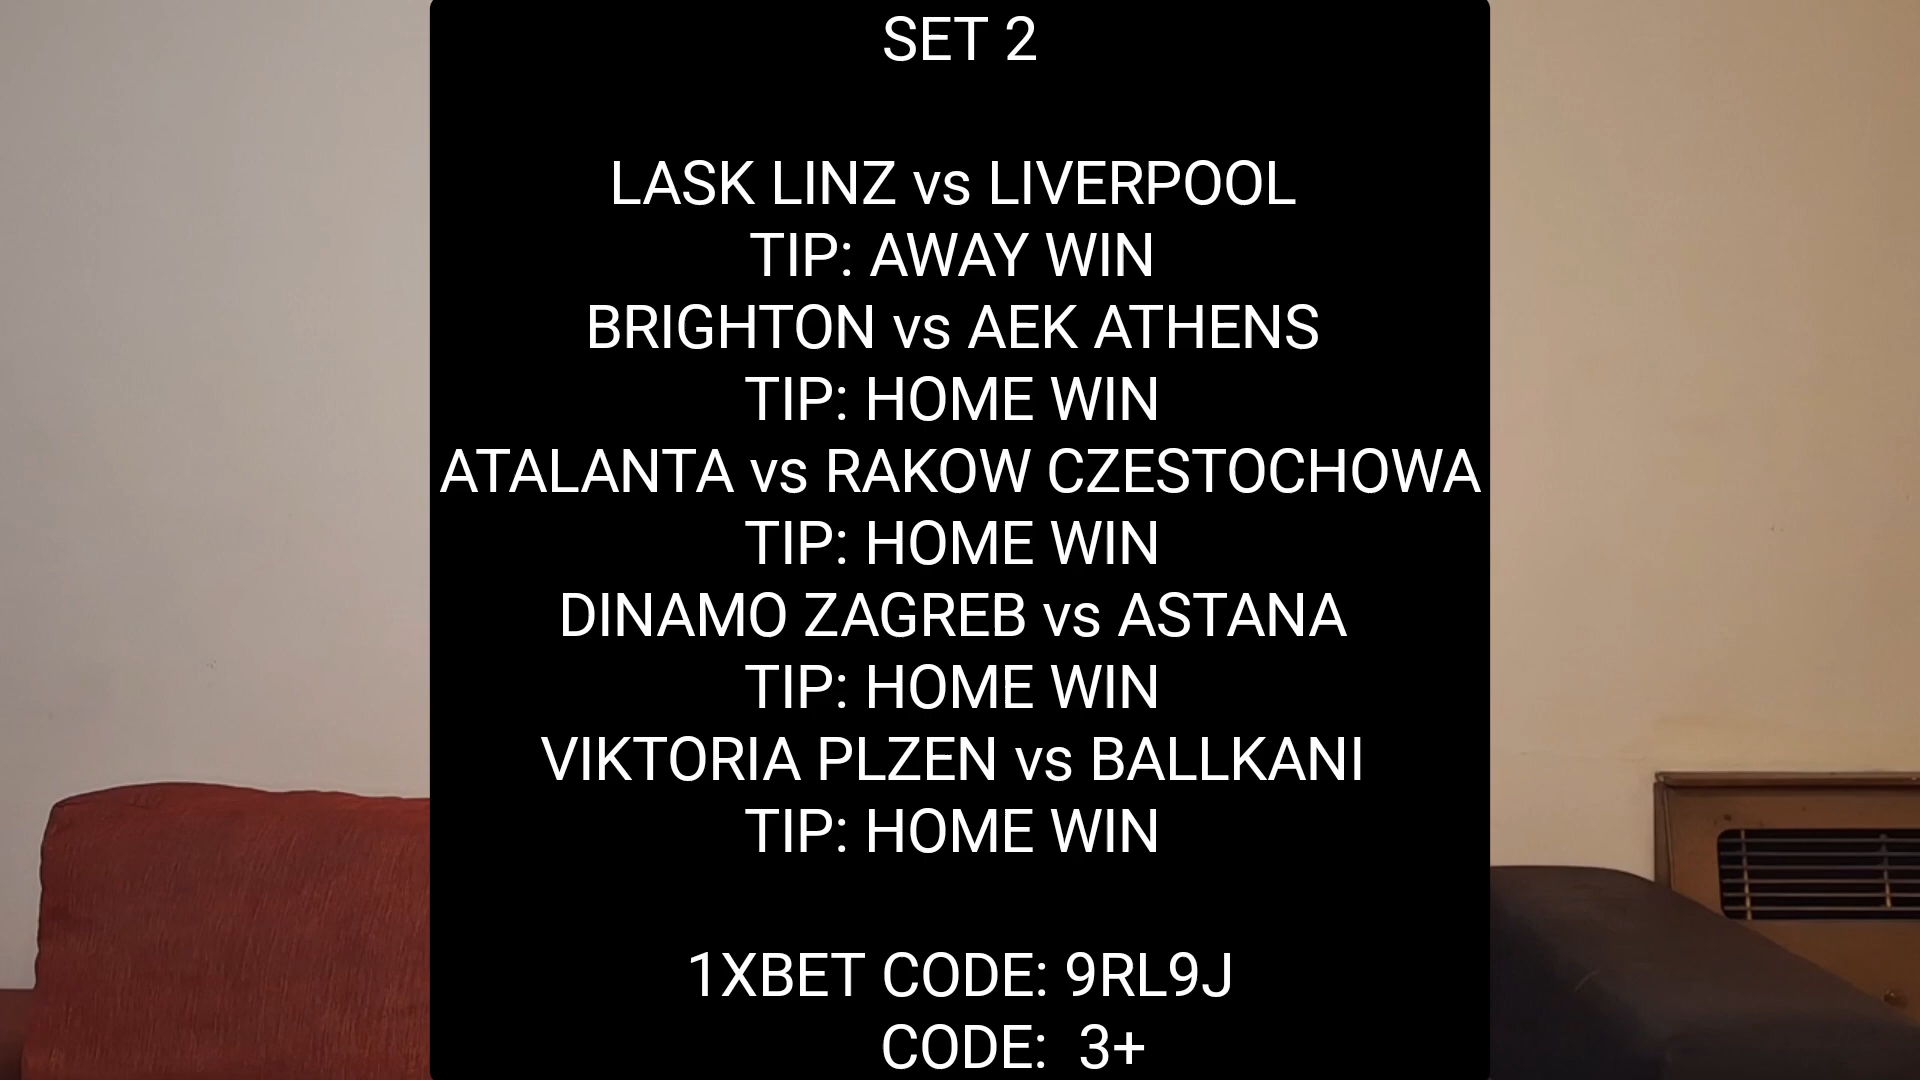 SET 2
LASK LINZ vs LIVERPOOL
TIP: AWAY WIN
BRIGHTON vs AEK ATHENS
TIP: HOME WIN
ATALANTA vs RAKOW CZESTOCHOWA
TIP: HOME WIN
DINAMO ZAGREB vs ASTANA
TIP: HOME WIN
VIKTORIA PLZEN vs BALLKANI
TIP: HOME WIN
1XBET CODE: 9RL9J
CODE: 3+